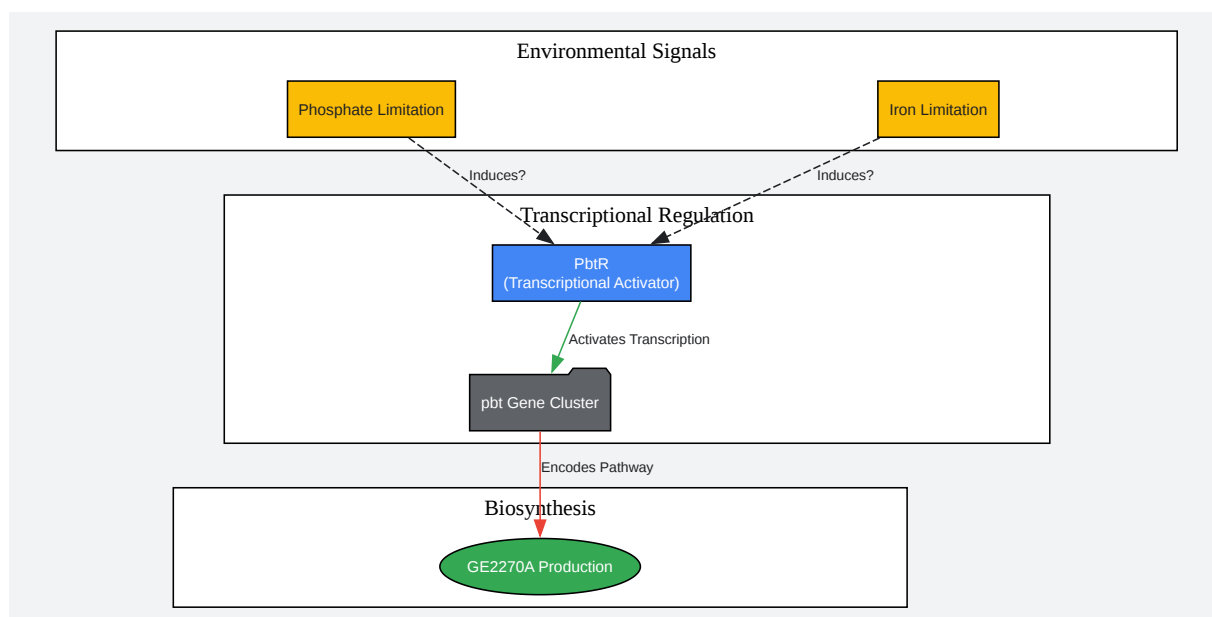 Environmental Signals
Phosphate Limitation
Iron Limitation
Induces?
Induces?
Transcriptional Regulation
PbtR
(Transcriptional Activator)
Activates Transcription
pbt Gene Cluster
Encodes Pathway
Biosynthesis
GE2270A Production